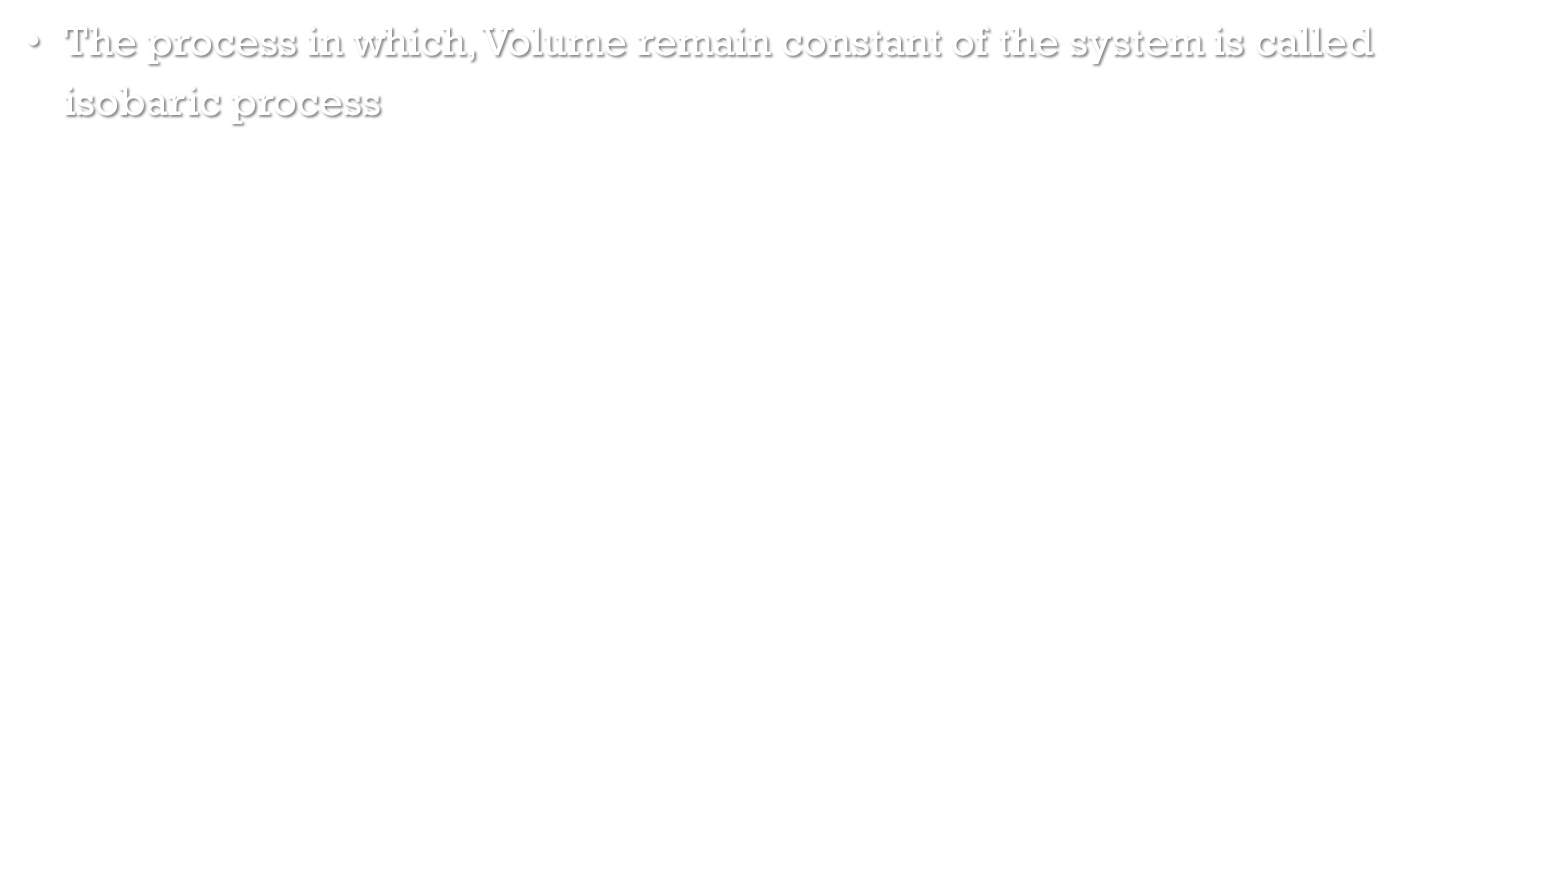 • The process in which, Volume remain constant of the system is called
isobaric process